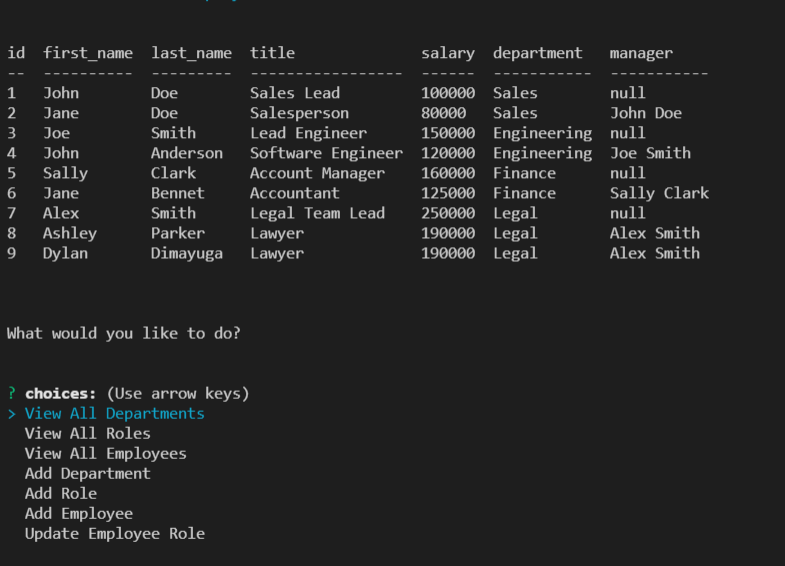 id first_name last_name title salary department manager
-- ---------- --------- ----------------- ------ ----------- -----------
1 John Doe Sales Lead 100000 Sales null
2 Jane Doe Salesperson 80000 Sales John Doe
3 Joe Smith Lead Engineer 150000 Engineering null
4 John Anderson Software Engineer 120000 Engineering Joe Smith
5 Sally Clark Account Manager 160000 Finance null
6 Jane Bennet Accountant 125000 Finance Sally Clark
7 Alex Smith Legal Team Lead 250000 Legal null
8 Ashley Parker Lawyer 190000 Legal Alex Smith
9 Dylan Dimayuga Lawyer 190000 Legal Alex Smith
What would you like to do?
? choices: (Use arrow keys)
> View All Departments
View All Roles
View All Employees
Add Department
Add Role
Add Employee
Update Employee Role